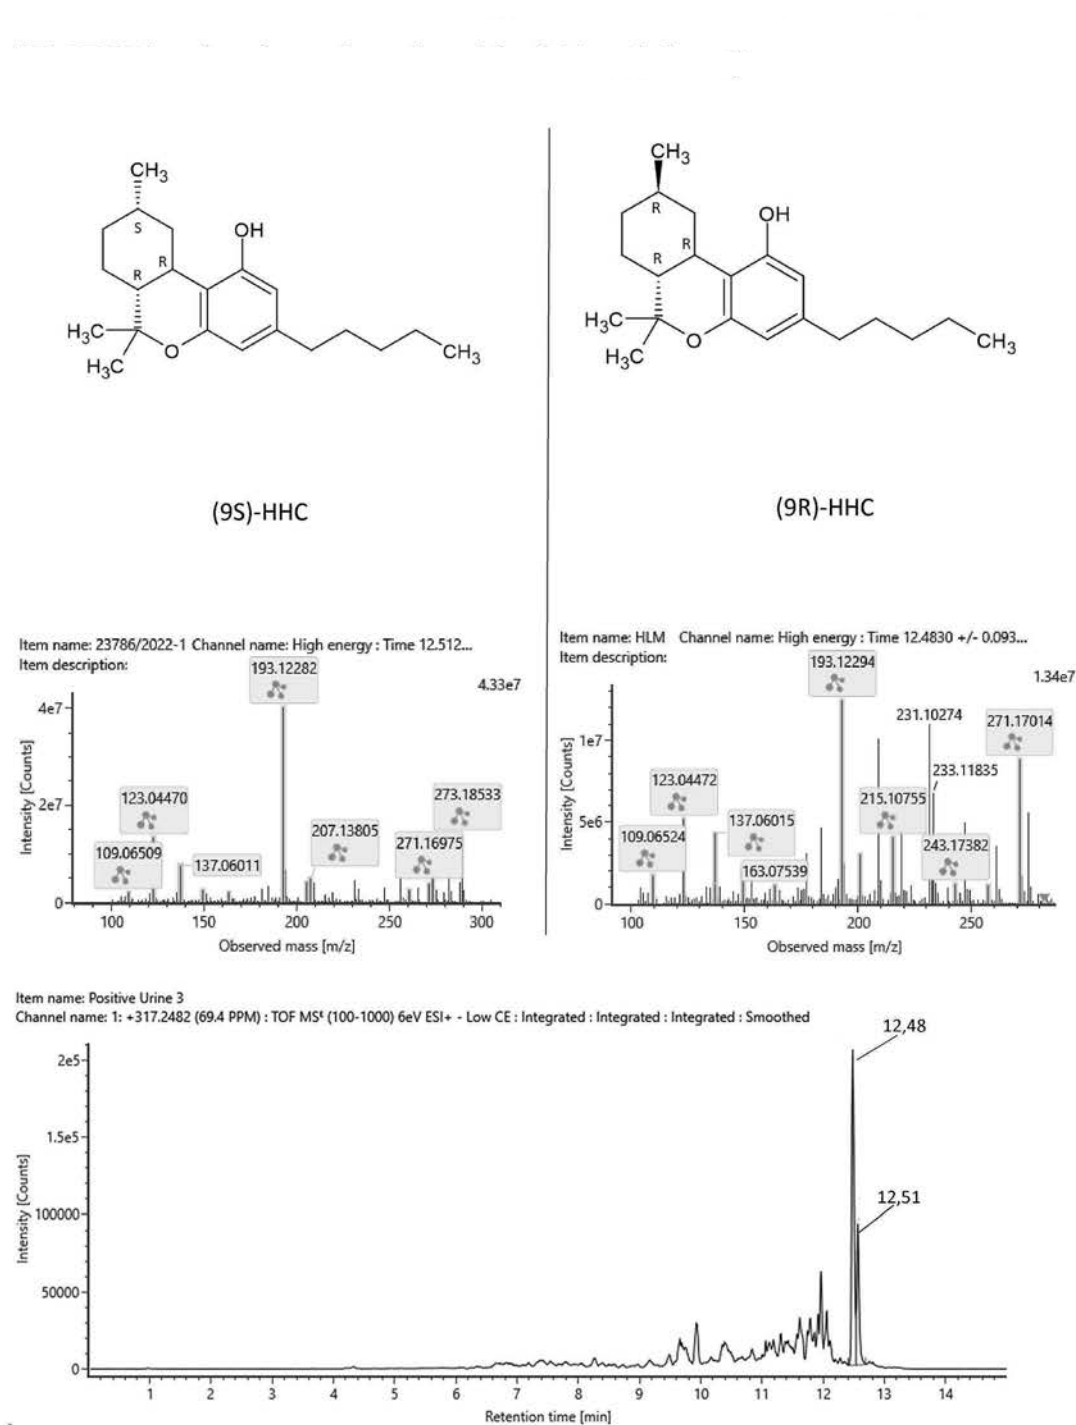 CH₃
S
R
R
OH
H₃C
H₃C
O
CH₃
(9S)-HHC
CH₃
R
R
R
OH
H₃C
H₃C
O
CH₃
(9R)-HHC
Item name: 23786/2022-1 Channel name: High energy : Time 12.512...
Item description:
193.12282
4.33e7
4e7
2e7
0
Intensity [Counts]
123.04470
109.06509
137.06011
207.13805
271.16975
273.18533
100 150 200 250 300
Observed mass [m/z]
Item name: HLM Channel name: High energy : Time 12.4830 +/- 0.093...
Item description:
193.12294
1.34e7
1e7
5e6
0
Intensity [Counts]
231.10274
271.17014
233.11835
123.04472
215.10755
137.06015
109.06524
243.17382
163.07539
100 150 200 250
Observed mass [m/z]
Item name: Positive Urine 3
Channel name: 1: +317.2482 (69.4 PPM) : TOF MSᴱ (100-1000) 6eV ESI+ - Low CE : Integrated : Integrated : Integrated : Smoothed
12,48
12,51
2e5
1.5e5
100000
50000
0
Intensity [Counts]
1 2 3 4 5 6 7 8 9 10 11 12 13 14
Retention time [min]